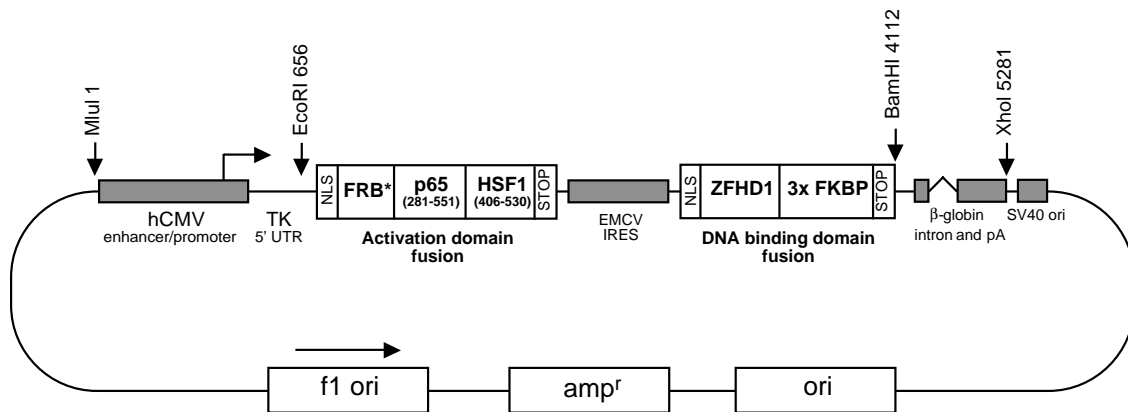 MluI 1
EcoRI 656
BamHI 4112
XhoI 5281
NLS
FRB*
p65
(281-551)
HSF1
(406-530)
STOP
NLS
ZFHD1
3x FKBP
STOP
hCMV
enhancer/promoter
TK
5' UTR
Activation domain
fusion
EMCV
IRES
DNA binding domain
fusion
β-globin
intron and pA
SV40 ori
f1 ori
ampʳ
ori